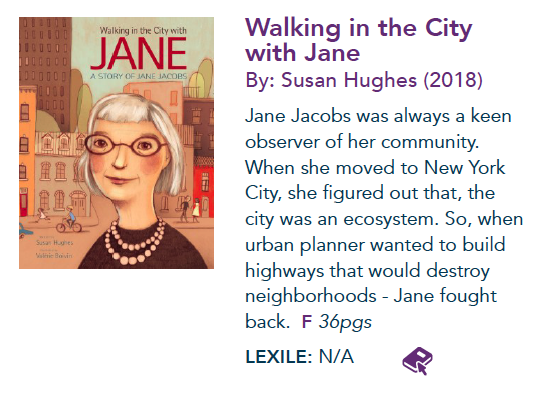 Walking in the City with
JANE
A STORY OF JANE JACOBS
Susan Hughes
Valérie Boivin
Walking in the City
with Jane
By: Susan Hughes (2018)
Jane Jacobs was always a keen
observer of her community.
When she moved to New York
City, she figured out that, the
city was an ecosystem. So, when
urban planner wanted to build
highways that would destroy
neighborhoods - Jane fought
back. F 36pgs
LEXILE: N/A